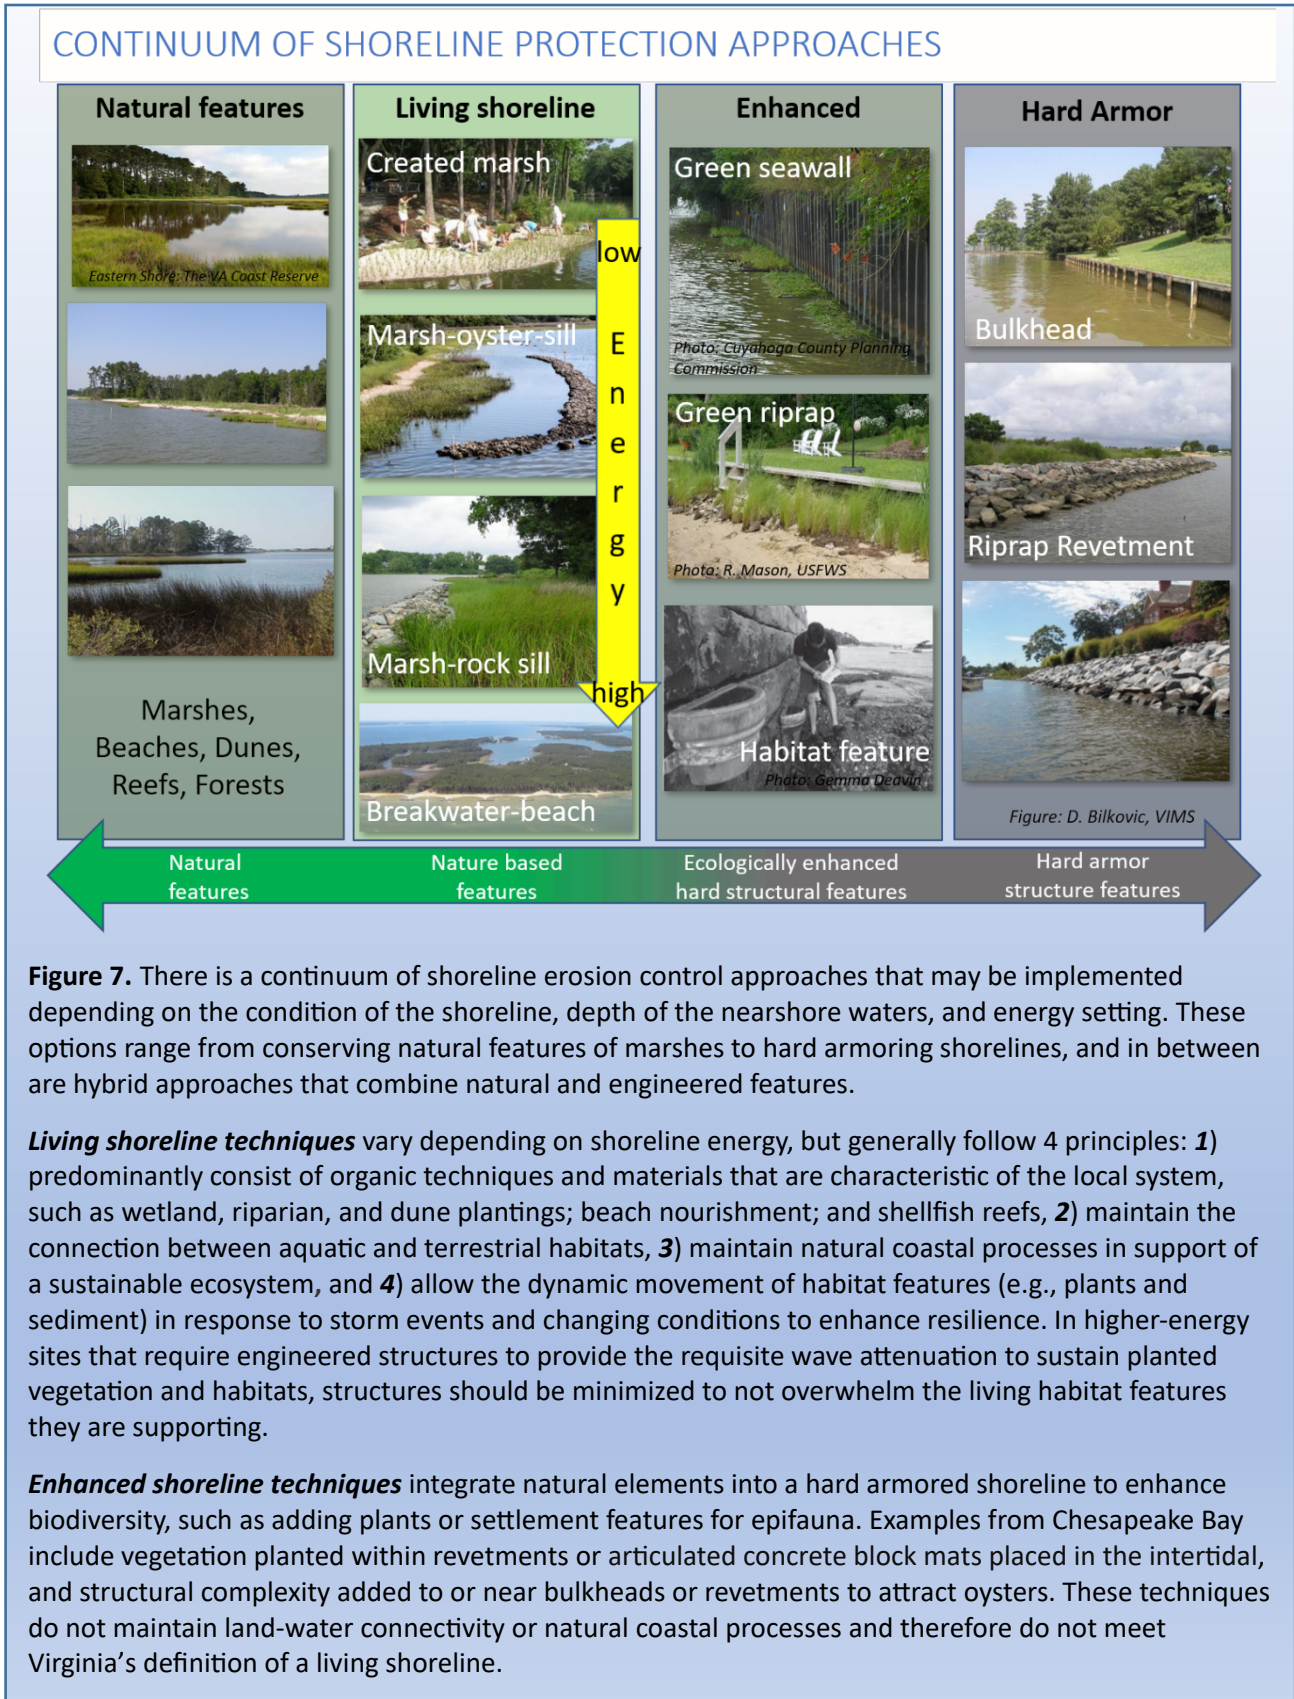 CONTINUUM OF SHORELINE PROTECTION APPROACHES
Natural features
Eastern Shore: The VA Coast Reserve
Marshes,
Beaches, Dunes,
Reefs, Forests
Living shoreline
Created marsh
Marsh-oyster-sill
Marsh-rock sill
Breakwater-beach
low
Energy
high
Enhanced
Green seawall
Photo: Cuyahoga County Planning
Commission
Green riprap
Photo: R. Mason, USFWS
Habitat feature
Photo: Gemma Deavin
Hard Armor
Bulkhead
Riprap Revetment
Figure: D. Bilkovic, VIMS
Natural
features
Nature based
features
Ecologically enhanced
hard structural features
Hard armor
structure features
Figure 7. There is a continuum of shoreline erosion control approaches that may be implemented
depending on the condition of the shoreline, depth of the nearshore waters, and energy setting. These
options range from conserving natural features of marshes to hard armoring shorelines, and in between
are hybrid approaches that combine natural and engineered features.
Living shoreline techniques vary depending on shoreline energy, but generally follow 4 principles: 1)
predominantly consist of organic techniques and materials that are characteristic of the local system,
such as wetland, riparian, and dune plantings; beach nourishment; and shellfish reefs, 2) maintain the
connection between aquatic and terrestrial habitats, 3) maintain natural coastal processes in support of
a sustainable ecosystem, and 4) allow the dynamic movement of habitat features (e.g., plants and
sediment) in response to storm events and changing conditions to enhance resilience. In higher-energy
sites that require engineered structures to provide the requisite wave attenuation to sustain planted
vegetation and habitats, structures should be minimized to not overwhelm the living habitat features
they are supporting.
Enhanced shoreline techniques integrate natural elements into a hard armored shoreline to enhance
biodiversity, such as adding plants or settlement features for epifauna. Examples from Chesapeake Bay
include vegetation planted within revetments or articulated concrete block mats placed in the intertidal,
and structural complexity added to or near bulkheads or revetments to attract oysters. These techniques
do not maintain land-water connectivity or natural coastal processes and therefore do not meet
Virginia's definition of a living shoreline.